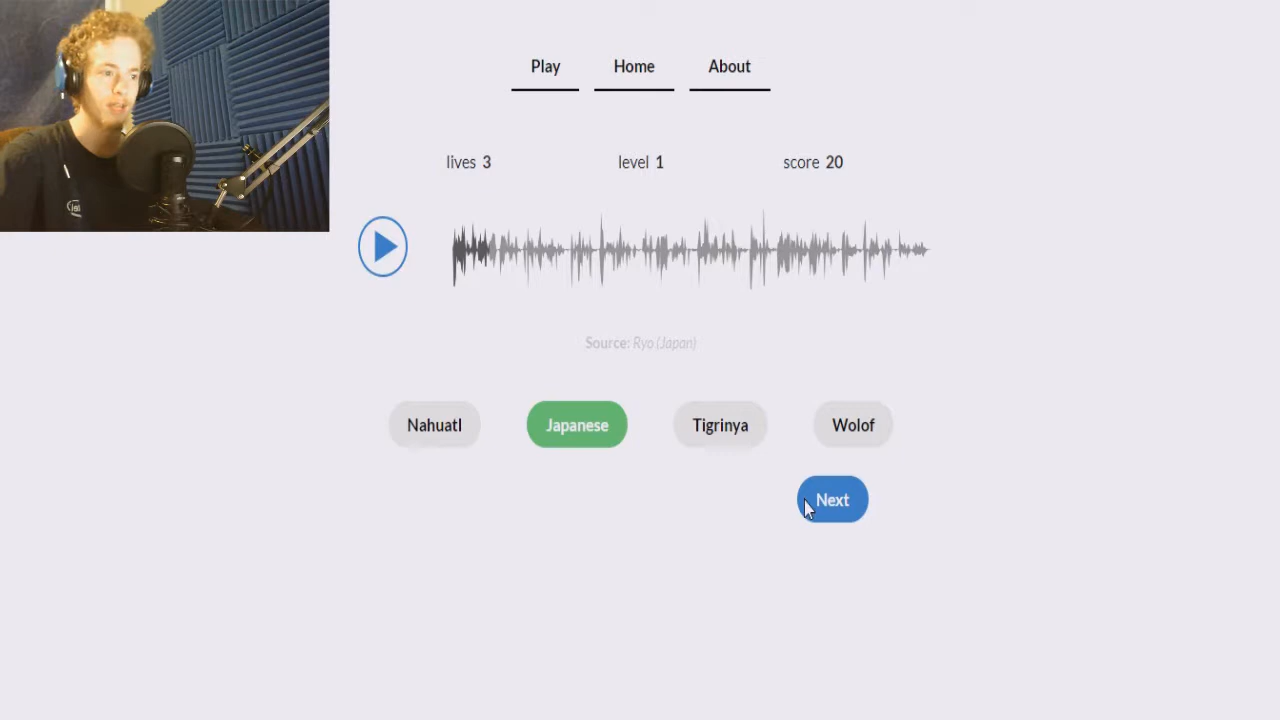 Play Home About
lives 3 level 1 score 20
Source: Ryo (Japan)
Nahuatl Japanese Tigrinya Wolof
Next